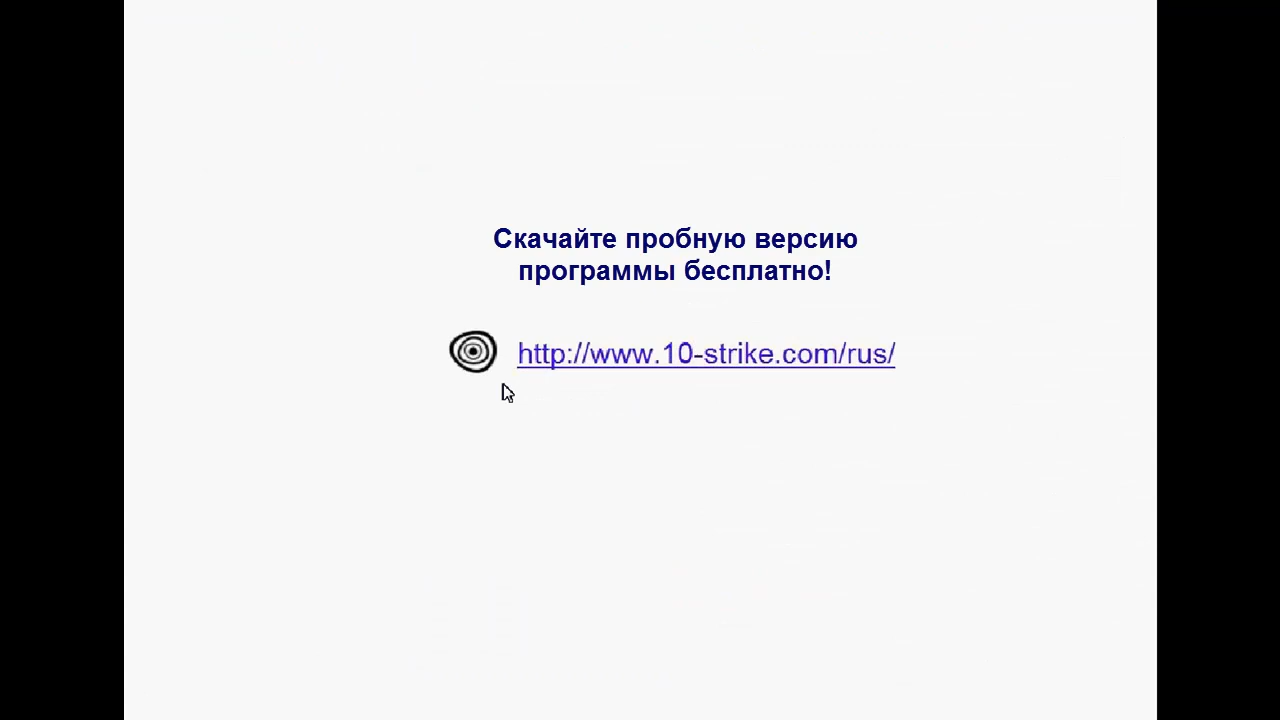 Скачайте пробную версию
программы бесплатно!
http://www.10-strike.com/rus/